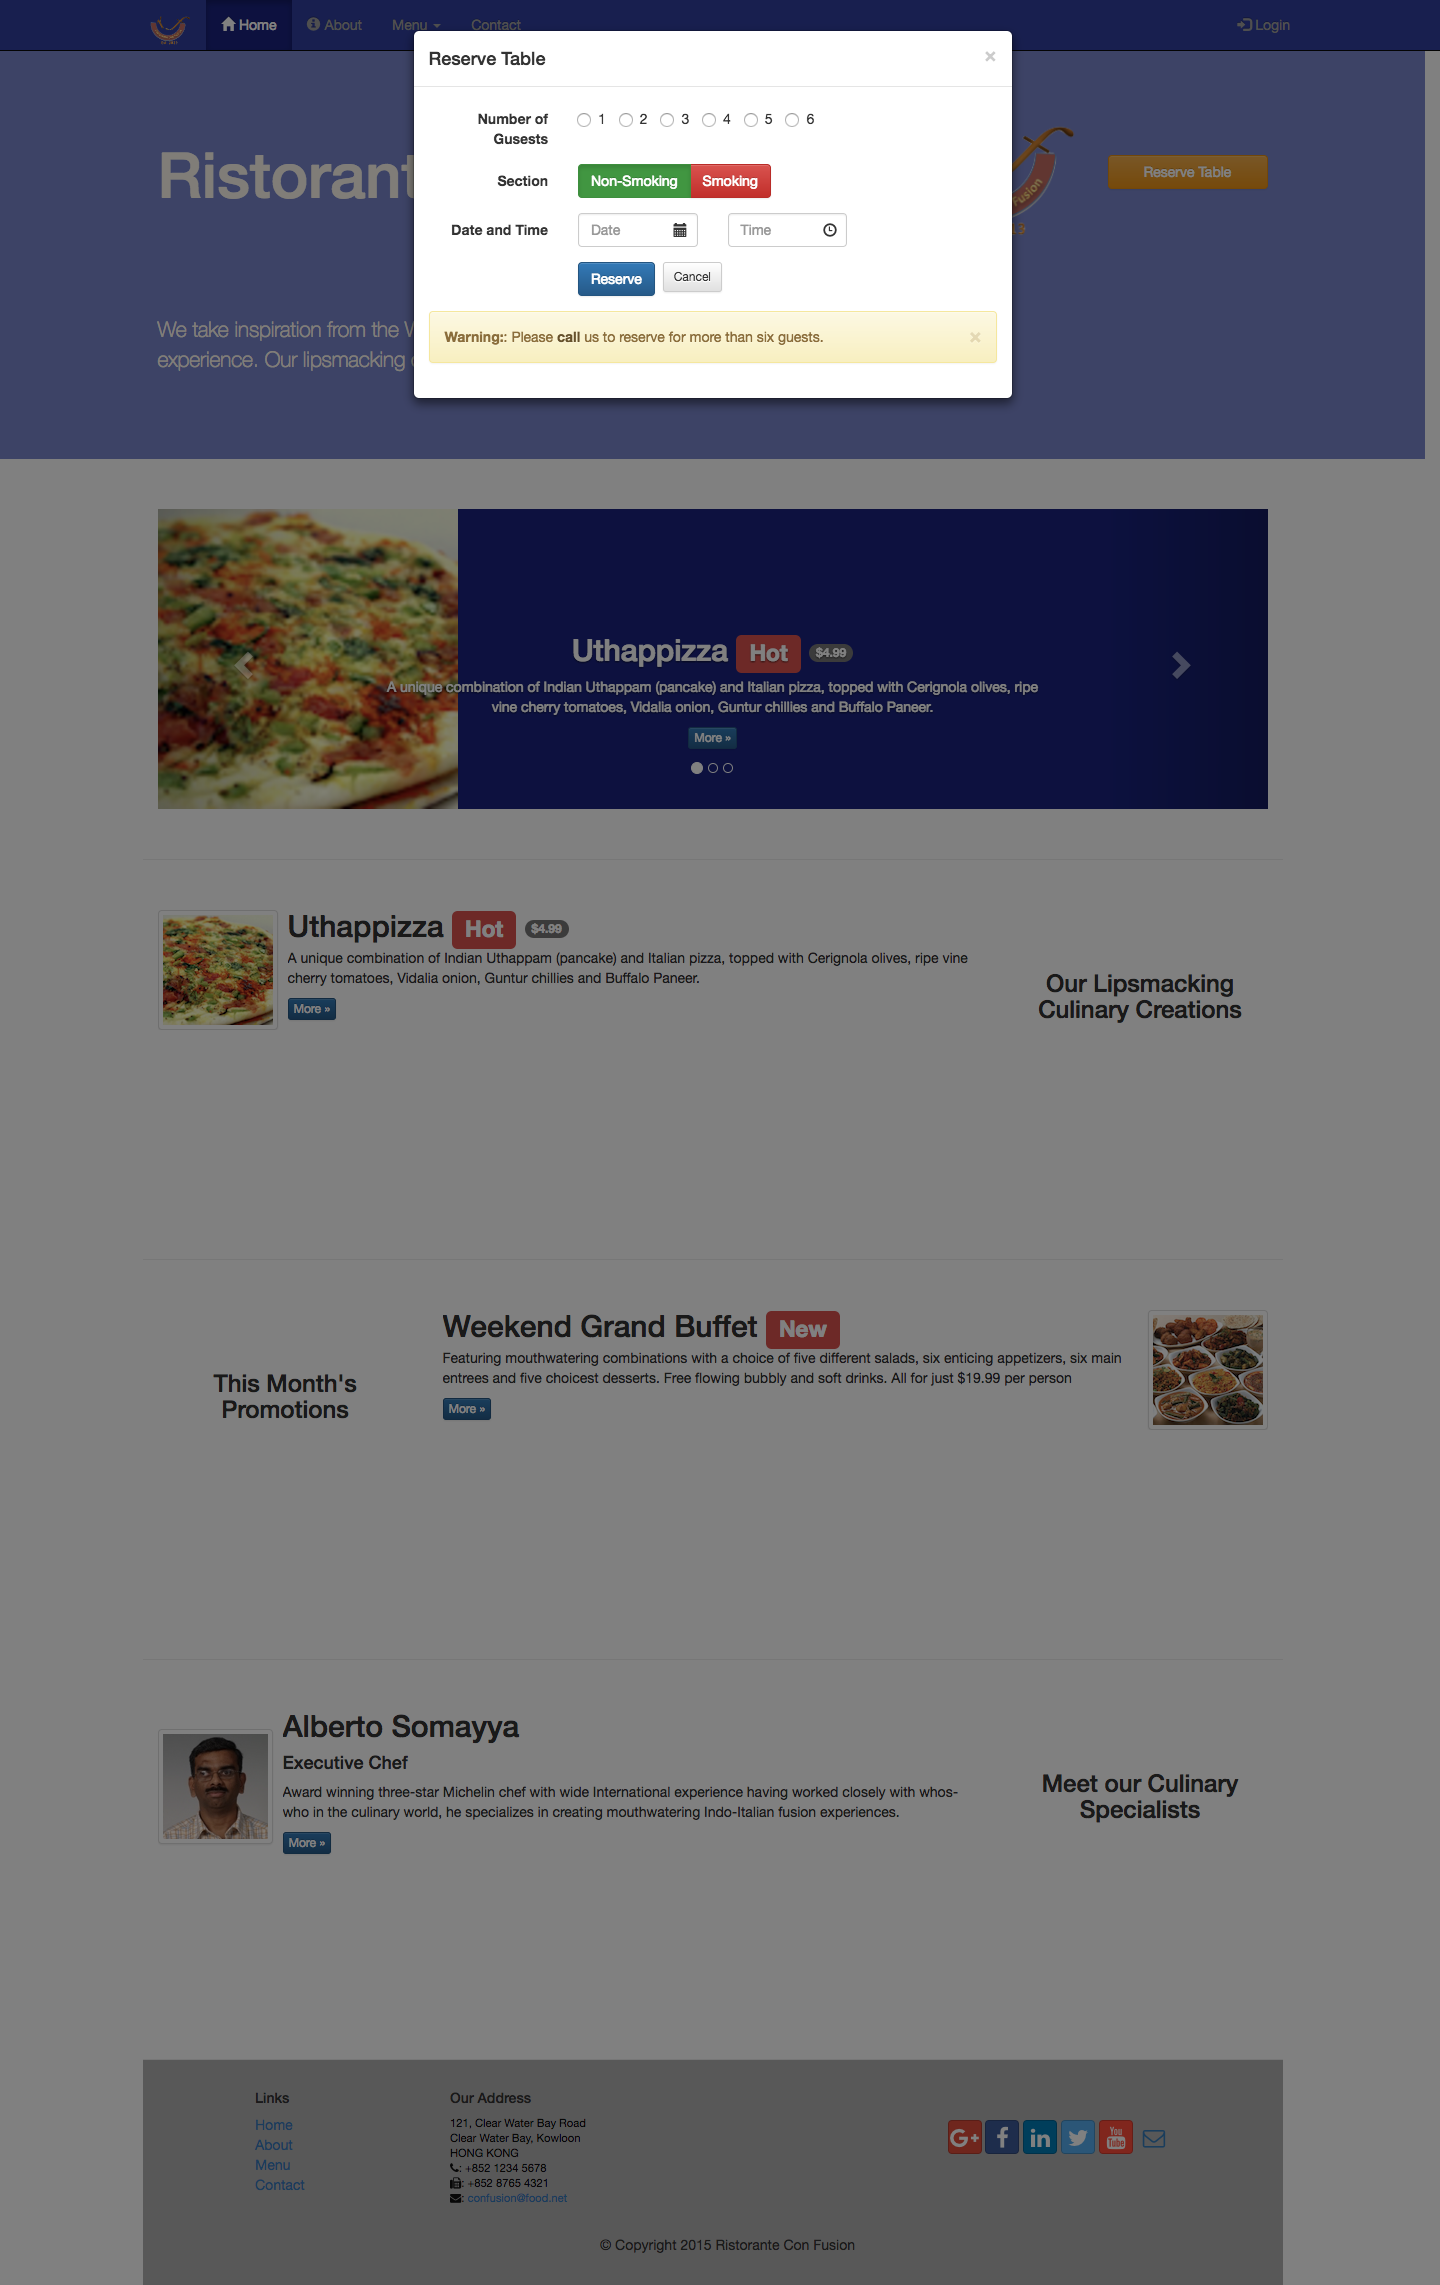 Home About Menu Contact Login
Reserve Table ×
Number of Gusests 1 2 3 4 5 6
Section Non-Smoking Smoking
Date and Time Date Time
Reserve Cancel
Warning:: Please call us to reserve for more than six guests. ×
Ristorant
Fusion
Reserve Table
We take inspiration from the W
experience. Our lipsmacking
Uthappizza Hot $4.99
A unique combination of Indian Uthappam (pancake) and Italian pizza, topped with Cerignola olives, ripe
vine cherry tomatoes, Vidalia onion, Guntur chillies and Buffalo Paneer.
More »
Uthappizza Hot $4.99
A unique combination of Indian Uthappam (pancake) and Italian pizza, topped with Cerignola olives, ripe vine
cherry tomatoes, Vidalia onion, Guntur chillies and Buffalo Paneer.
More »
Our Lipsmacking
Culinary Creations
This Month's
Promotions
Weekend Grand Buffet New
Featuring mouthwatering combinations with a choice of five different salads, six enticing appetizers, six main
entrees and five choicest desserts. Free flowing bubbly and soft drinks. All for just $19.99 per person
More »
Alberto Somayya
Executive Chef
Award winning three-star Michelin chef with wide International experience having worked closely with whos-
who in the culinary world, he specializes in creating mouthwatering Indo-Italian fusion experiences.
More »
Meet our Culinary
Specialists
Links
Home
About
Menu
Contact
Our Address
121, Clear Water Bay Road
Clear Water Bay, Kowloon
HONG KONG
: +852 1234 5678
: +852 8765 4321
: confusion@food.net
G+ f in You Tube
© Copyright 2015 Ristorante Con Fusion